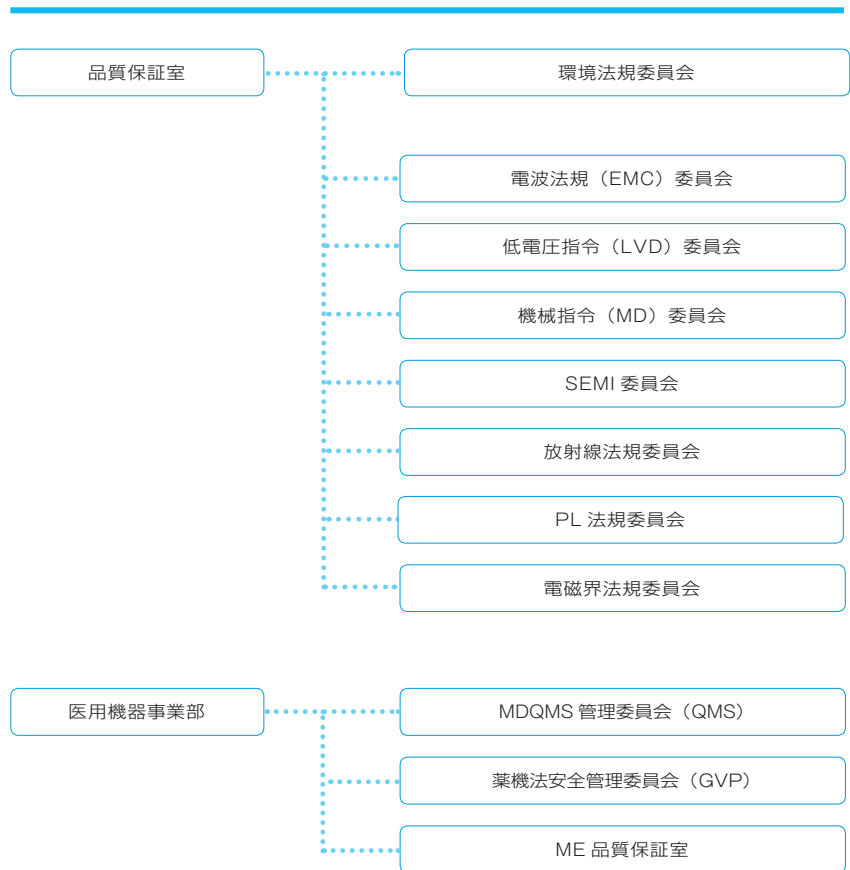 品質保証室
環境法規委員会
電波法規（EMC）委員会
低電圧指令（LVD）委員会
機械指令（MD）委員会
SEMI 委員会
放射線法規委員会
PL 法規委員会
電磁界法規委員会
医用機器事業部
MDQMS 管理委員会（QMS）
薬機法安全管理委員会（GVP）
ME 品質保証室